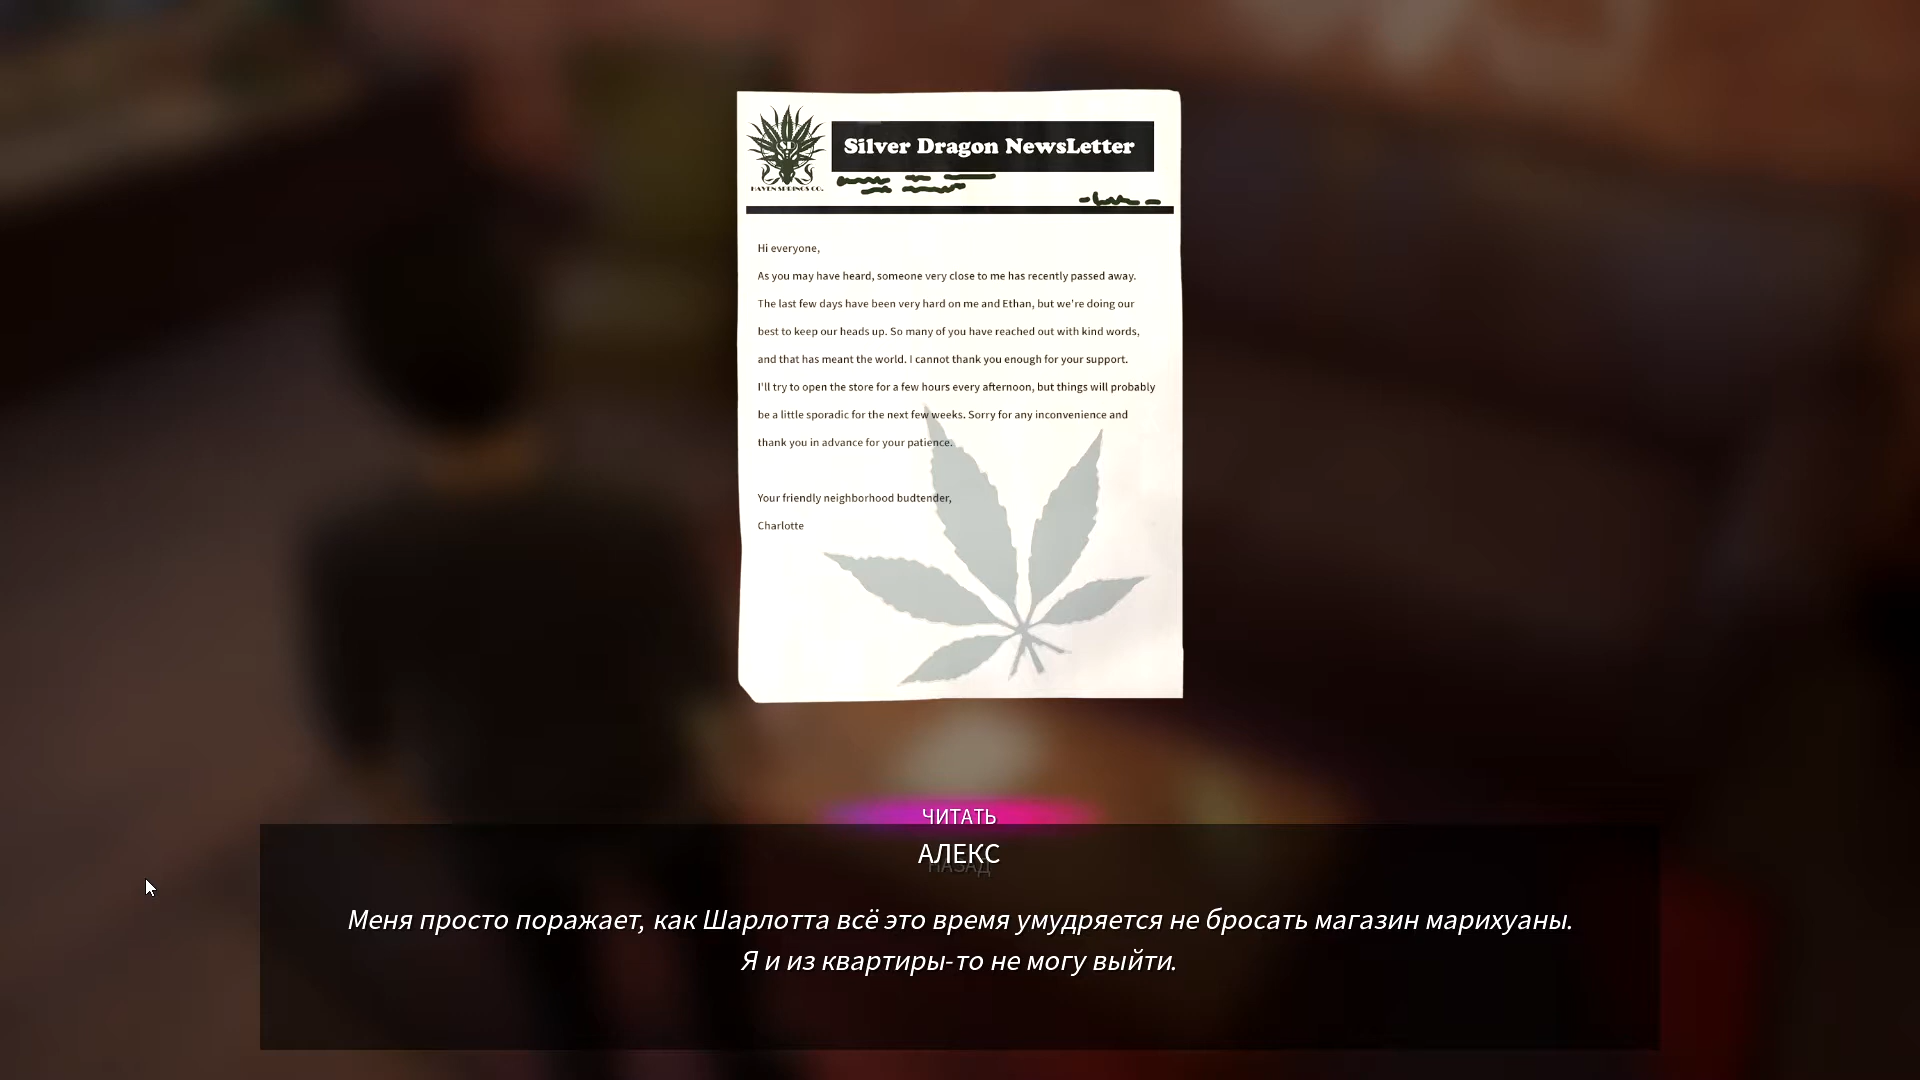 SD
HAVEN SPRINGS CO.
Silver Dragon NewsLetter
Hi everyone,
As you may have heard, someone very close to me has recently passed away.
The last few days have been very hard on me and Ethan, but we're doing our
best to keep our heads up. So many of you have reached out with kind words,
and that has meant the world. I cannot thank you enough for your support.
I'll try to open the store for a few hours every afternoon, but things will probably
be a little sporadic for the next few weeks. Sorry for any inconvenience and
thank you in advance for your patience.
Your friendly neighborhood budtender,
Charlotte
ЧИТАТЬ
АЛЕКС
НАЗАД
Меня просто поражает, как Шарлотта всё это время умудряется не бросать магазин марихуаны.
Я и из квартиры-то не могу выйти.